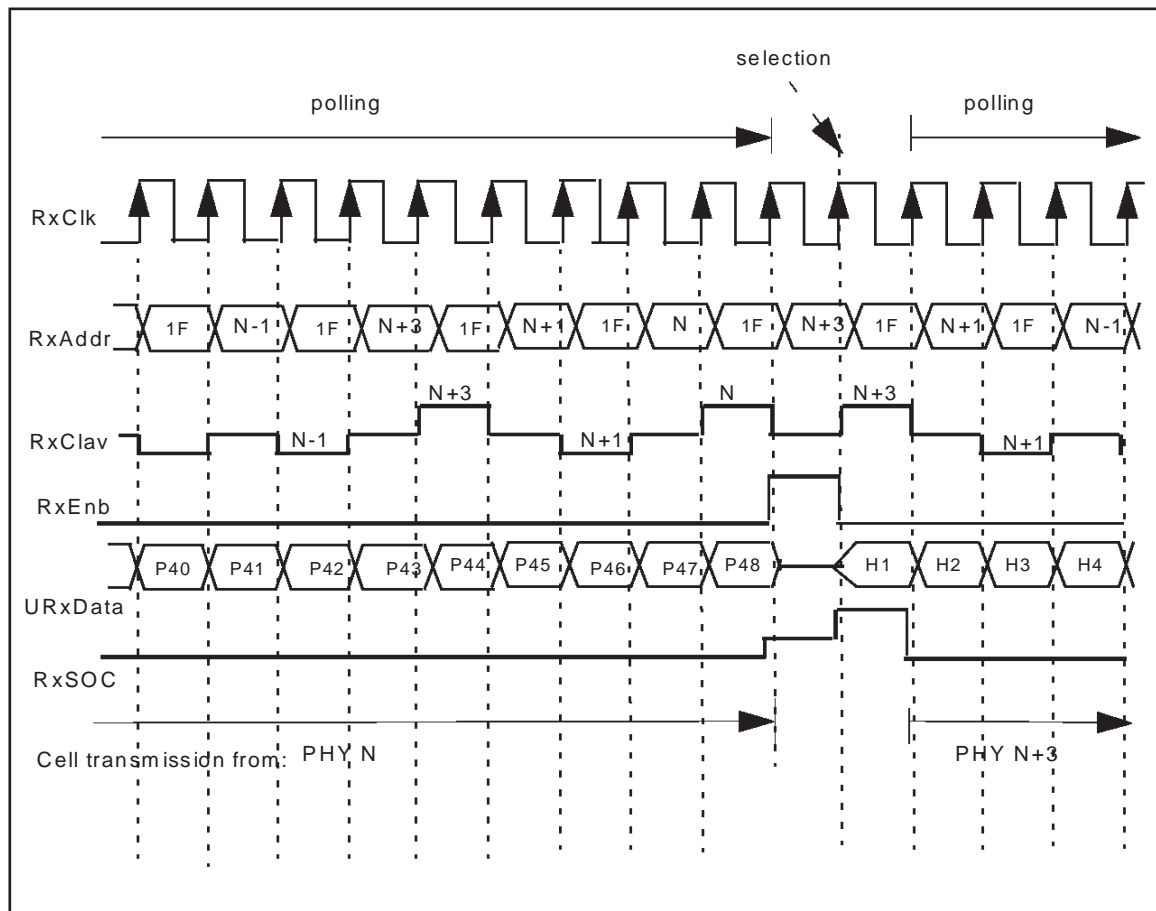 selection
polling polling
RxClk
RxAddr 1F N-1 1F N+3 1F N+1 1F N 1F N+3 1F N+1 1F N-1
RxClav N-1 N+3 N+1 N N+3 N+1
RxEnb
URxData P40 P41 P42 P43 P44 P45 P46 P47 P48 H1 H2 H3 H4
RxSOC
Cell transmission from: PHY N PHY N+3